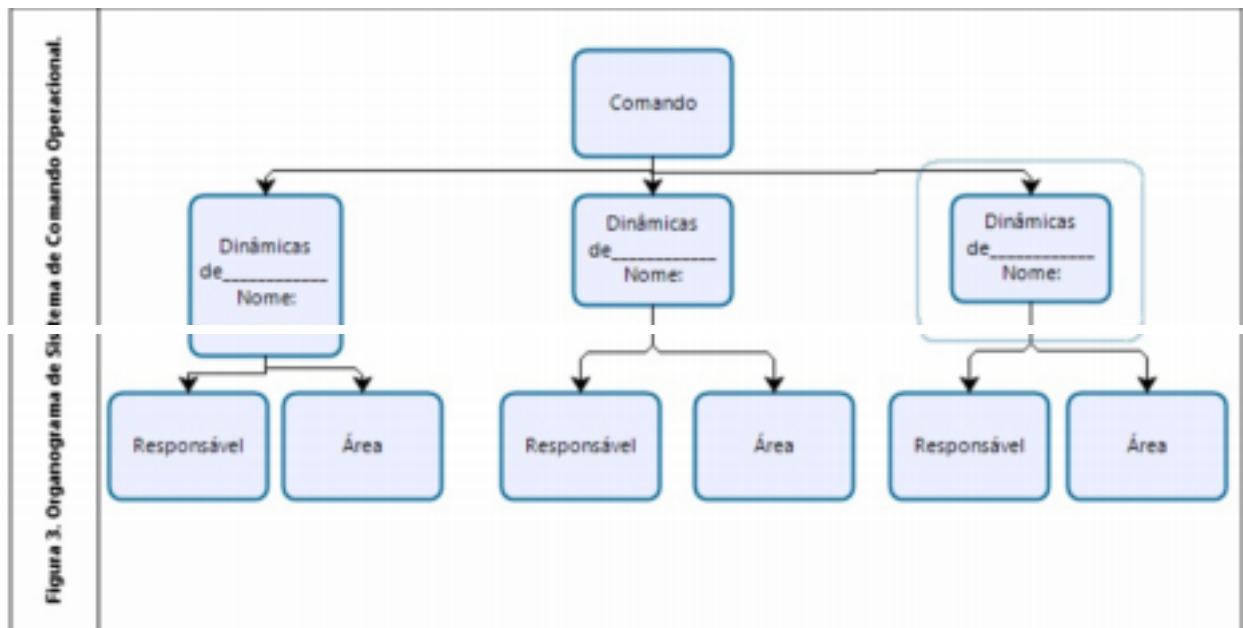 Figura 3. Organograma de Sistema de Comando Operacional.
Comando
Dinâmicas
de____________
Nome:
Dinâmicas
de____________
Nome:
Dinâmicas
de____________
Nome:
Responsável
Área
Responsável
Área
Responsável
Área